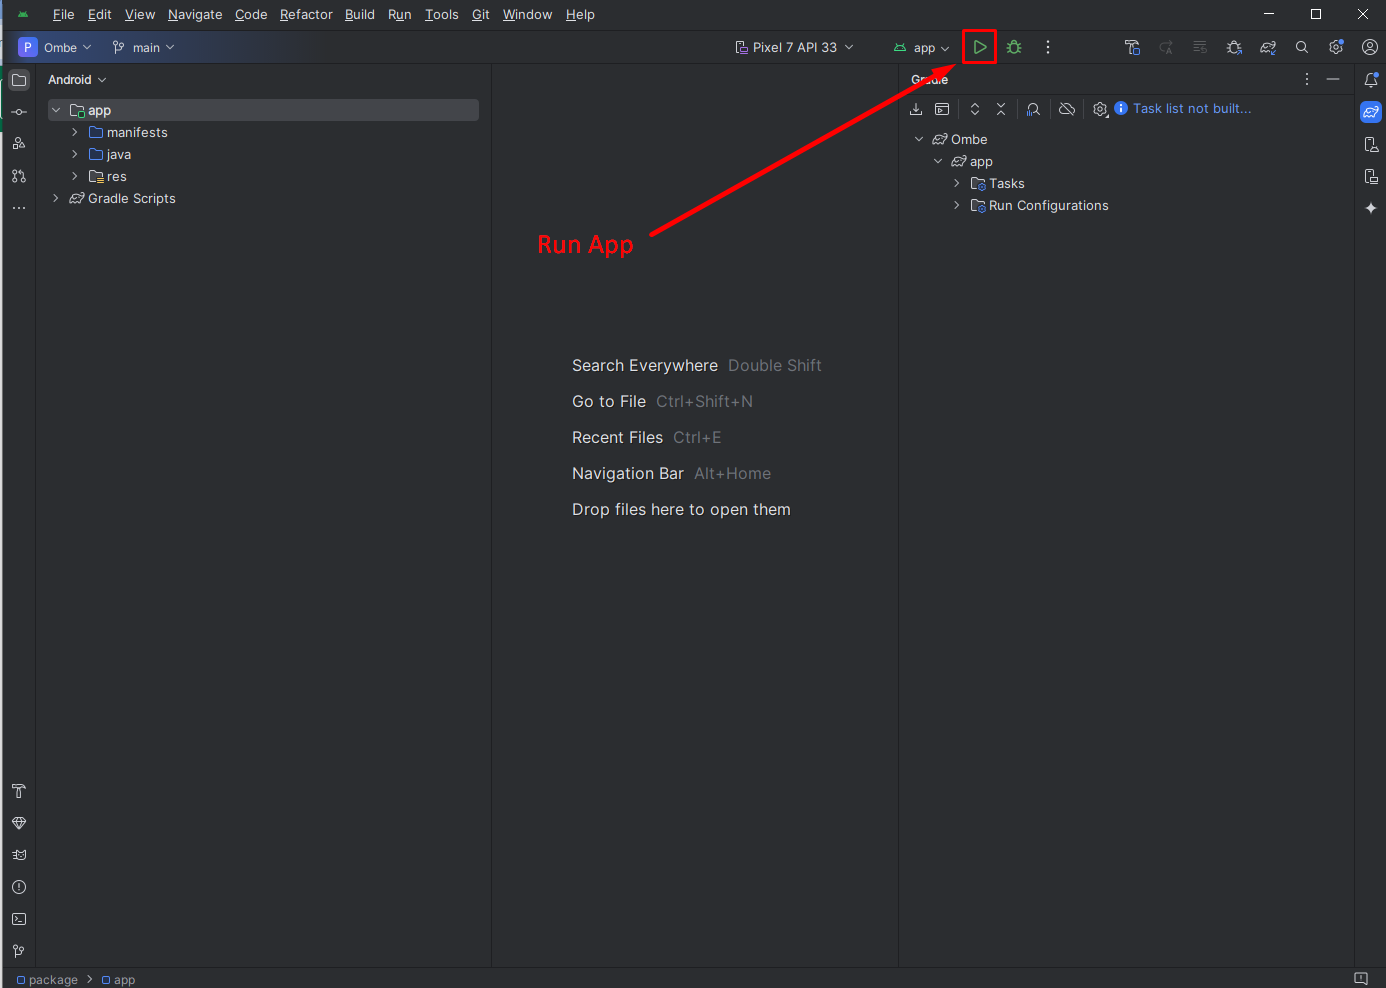 File Edit View Navigate Code Refactor Build Run Tools Git Window Help
P Ombe main Pixel 7 API 33 app
Android
app
manifests
java
res
Gradle Scripts
Run App
Search Everywhere Double Shift
Go to File Ctrl+Shift+N
Recent Files Ctrl+E
Navigation Bar Alt+Home
Drop files here to open them
Gradle
Task list not built...
Ombe
app
Tasks
Run Configurations
package > app